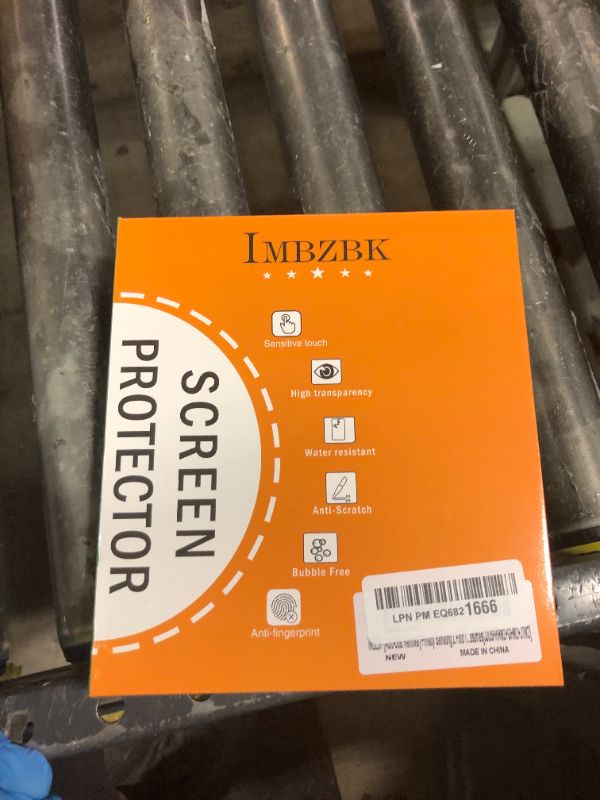 IMBZBK
Sensitive touch
High transparency
Water resistant
Anti-Scratch
Bubble Free
Anti-fingerprint
SCREEN
PROTECTOR
LPN PM EQ6821666
NEW
MADE IN CHINA